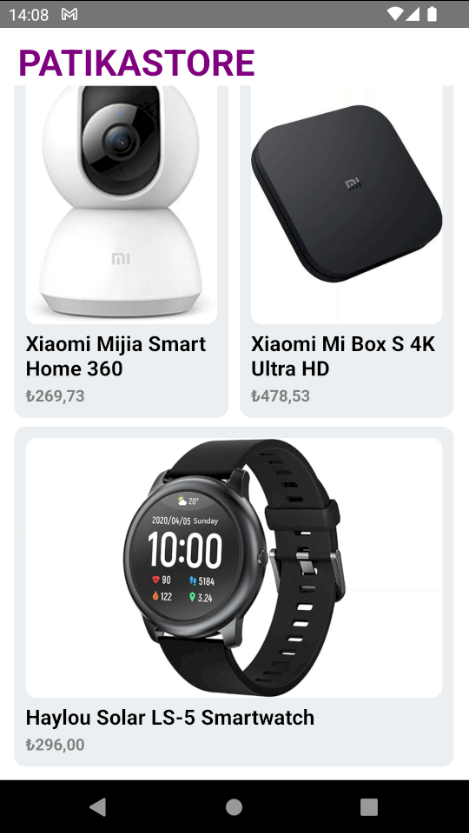 14:08
PATIKASTORE
mi
mi
Xiaomi Mijia Smart
Home 360
₺269,73
Xiaomi Mi Box S 4K
Ultra HD
₺478,53
20°
2020/04/05 Sunday
10:00
90 5184
122 3.24
Haylou Solar LS-5 Smartwatch
₺296,00